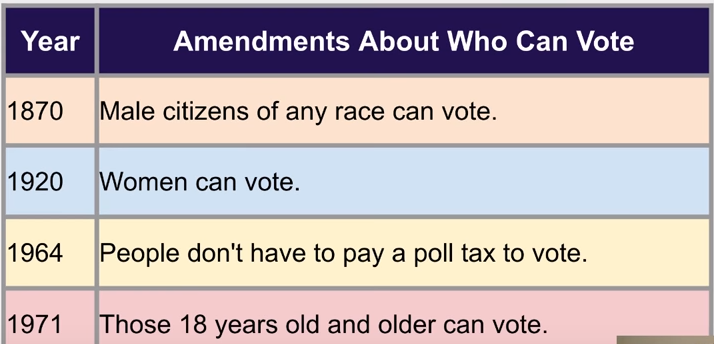 Year Amendments About Who Can Vote
1870 Male citizens of any race can vote.
1920 Women can vote.
1964 People don't have to pay a poll tax to vote.
1971 Those 18 years old and older can vote.